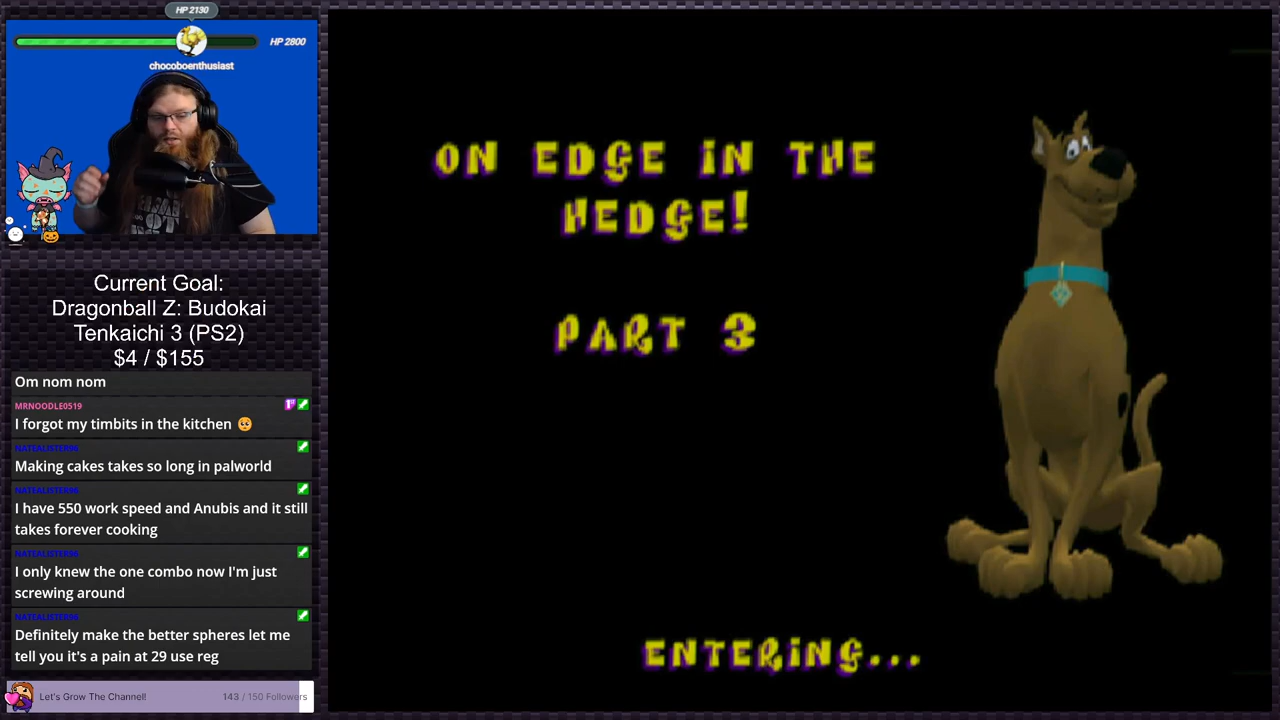 HP 2130
HP 2800
chocoboenthusiast
ON EDGE IN THE
HEDGE!
PART 3
ENTERING...
Current Goal:
Dragonball Z: Budokai
Tenkaichi 3 (PS2)
$4 / $155
Om nom nom
MRNOODLE0519
I forgot my timbits in the kitchen 🥺
NATEALISTER96
Making cakes takes so long in palworld
NATEALISTER96
I have 550 work speed and Anubis and it still
takes forever cooking
NATEALISTER96
I only knew the one combo now I'm just
screwing around
NATEALISTER96
Definitely make the better spheres let me
tell you it's a pain at 29 use reg
Let's Grow The Channel!
143 / 150 Followers